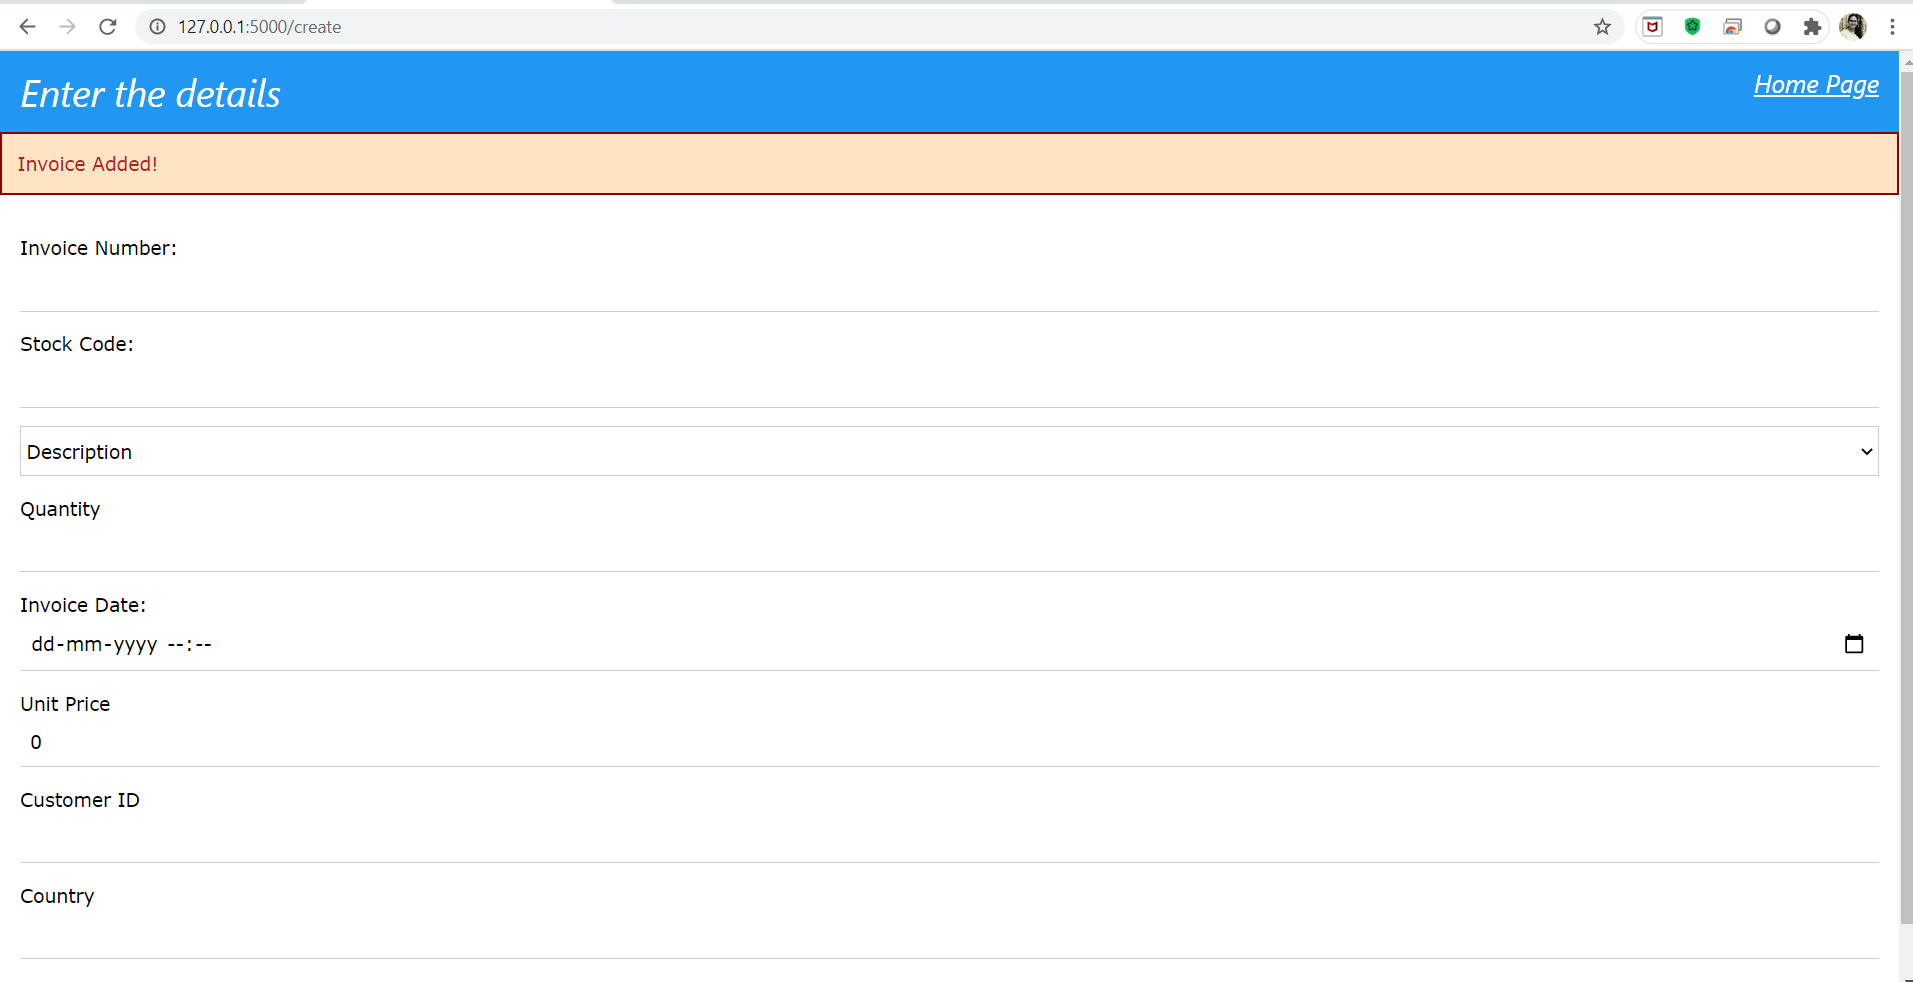 127.0.0.1:5000/create
Enter the details
Home Page
Invoice Added!
Invoice Number:
Stock Code:
Description
Quantity
Invoice Date:
dd-mm-yyyy --:--
Unit Price
0
Customer ID
Country